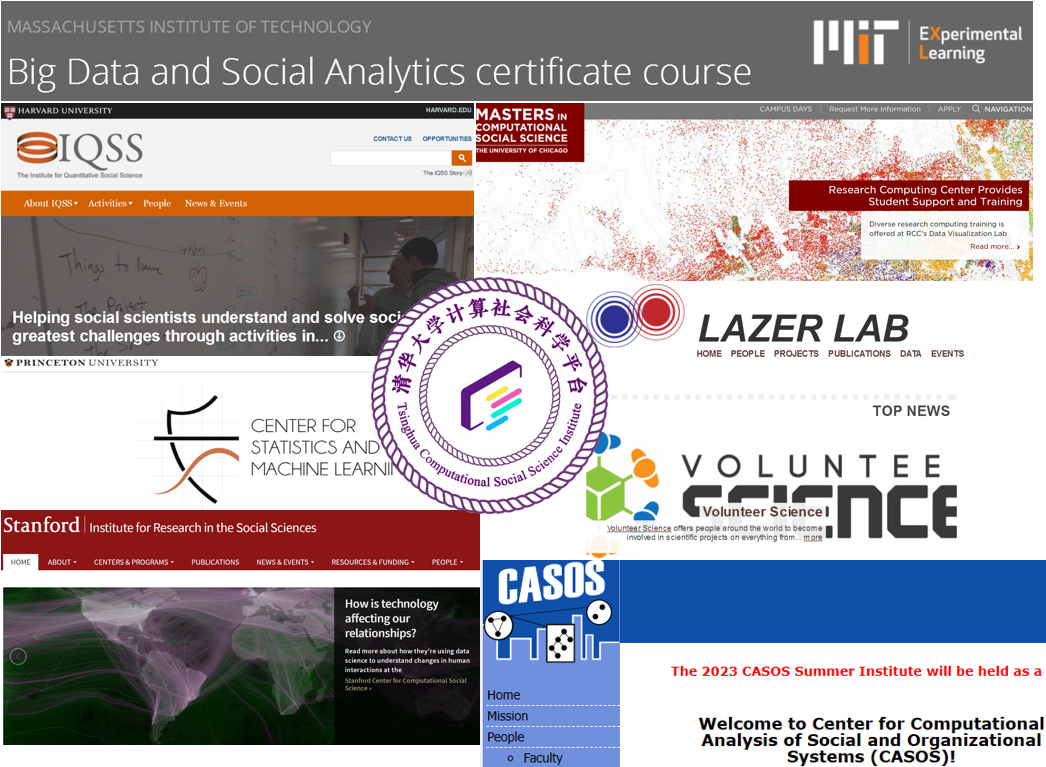 MASSACHUSETTS INSTITUTE OF TECHNOLOGY
Big Data and Social Analytics certificate course
MIT
EXperimental
Learning
HARVARD UNIVERSITY
HARVARD.EDU
IQSS
The Institute for Quantitative Social Science
CONTACT US OPPORTUNITIES
The IQSS Story
About IQSS Activities People News & Events
Things to Name
The Project
Helping social scientists understand and solve soci
greatest challenges through activities in...
MASTERS IN
COMPUTATIONAL
SOCIAL SCIENCE
THE UNIVERSITY OF CHICAGO
CAMPUS DAYS | Request More Information | APPLY NAVIGATION
Research Computing Center Provides
Student Support and Training
Diverse research computing training is
offered at RCC's Data Visualization Lab
Read more... ›
PRINCETON UNIVERSITY
CENTER FOR
STATISTICS AND
MACHINE LEARNIN
清华大学计算社会科学平台
Tsinghua Computational Social Science Institute
LAZER LAB
HOME PEOPLE PROJECTS PUBLICATIONS DATA EVENTS
TOP NEWS
VOLUNTEE
SCIENCE
Volunteer Science
Volunteer Science offers people around the world to become
involved in scientific projects on everything from... more
Stanford | Institute for Research in the Social Sciences
HOME ABOUT CENTERS & PROGRAMS PUBLICATIONS NEWS & EVENTS RESOURCES & FUNDING PEOPLE
How is technology
affecting our
relationships?
Read more about how they're using data
science to understand changes in human
interactions at the
Stanford Center for Computational Social
Science »
CASOS
Home
Mission
People
Faculty
The 2023 CASOS Summer Institute will be held as a
Welcome to Center for Computational
Analysis of Social and Organizational
Systems (CASOS)!